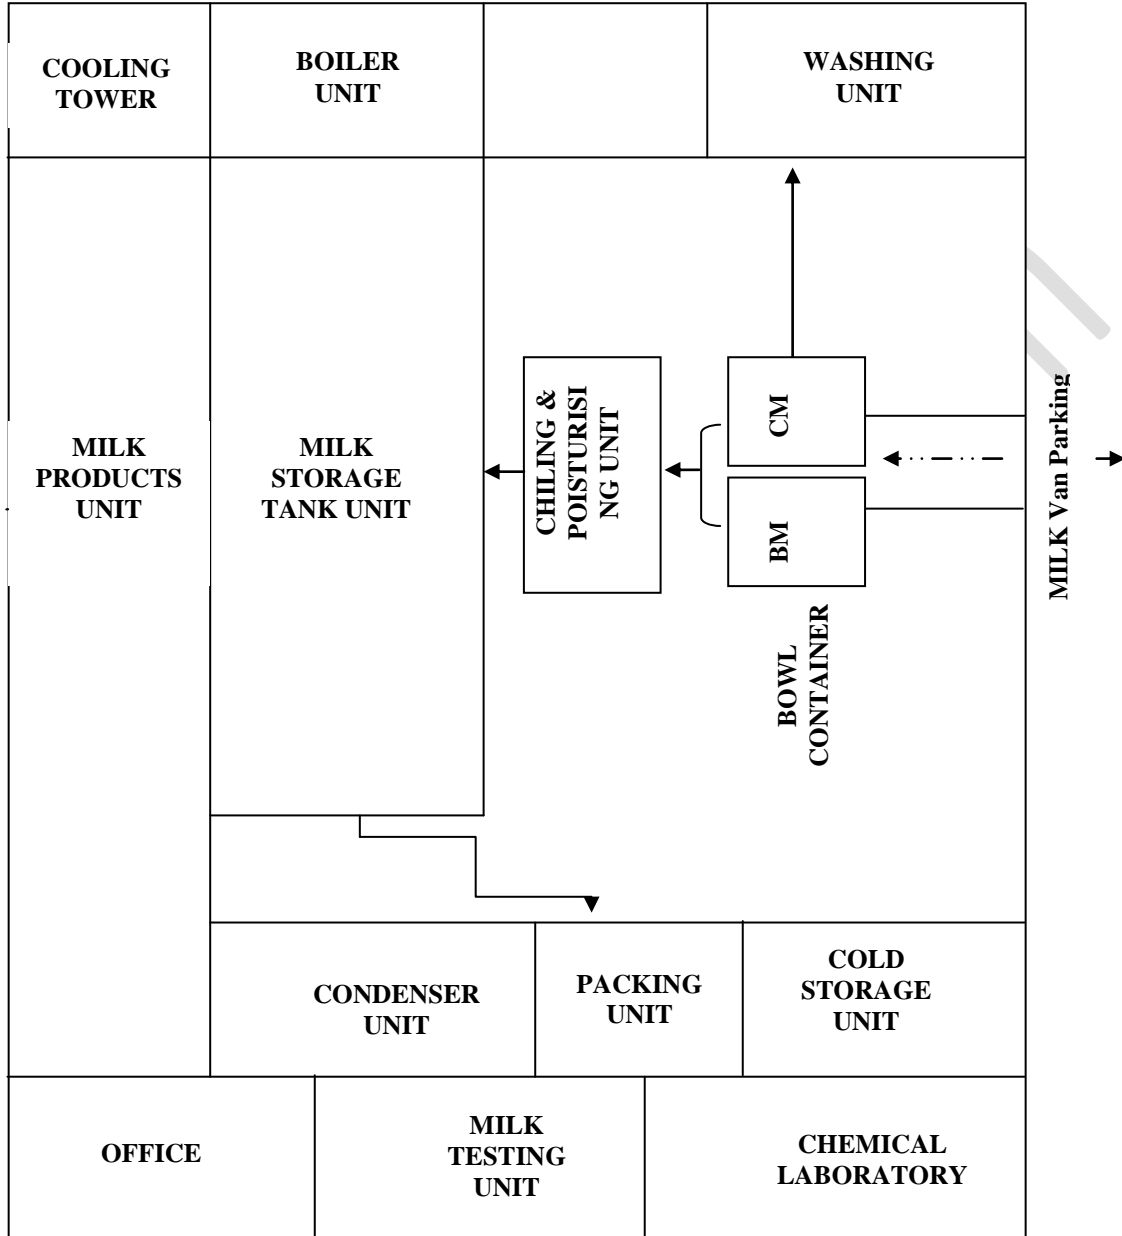 COOLING
TOWER
BOILER
UNIT
WASHING
UNIT
MILK
PRODUCTS
UNIT
MILK
STORAGE
TANK UNIT
CHILING &
POISTURISI
NG UNIT
CM
BM
BOWL
CONTAINER
MILK Van Parking
CONDENSER
UNIT
PACKING
UNIT
COLD
STORAGE
UNIT
OFFICE
MILK
TESTING
UNIT
CHEMICAL
LABORATORY